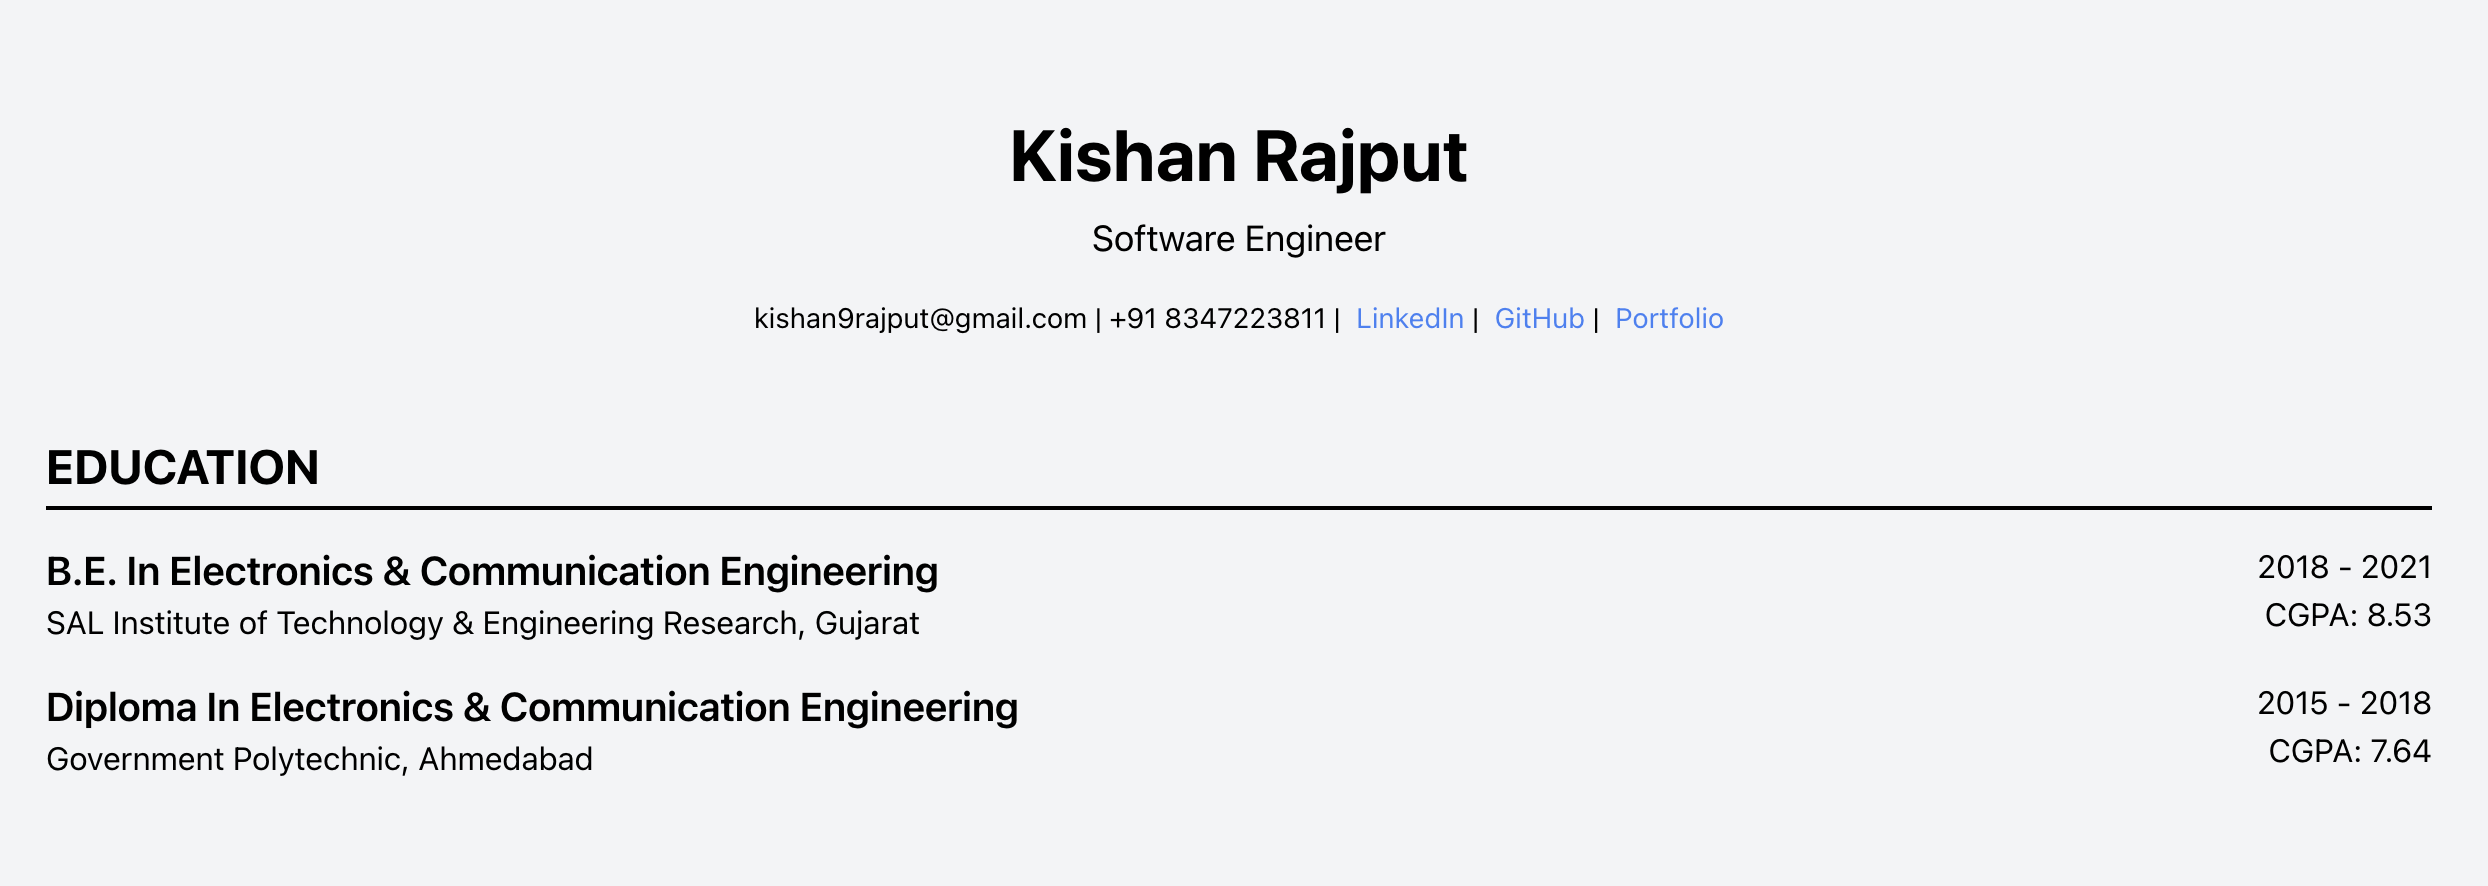 Kishan Rajput
Software Engineer
kishan9rajput@gmail.com | +91 8347223811 | LinkedIn | GitHub | Portfolio
EDUCATION
B.E. In Electronics & Communication Engineering
2018 - 2021
SAL Institute of Technology & Engineering Research, Gujarat
CGPA: 8.53
Diploma In Electronics & Communication Engineering
2015 - 2018
Government Polytechnic, Ahmedabad
CGPA: 7.64